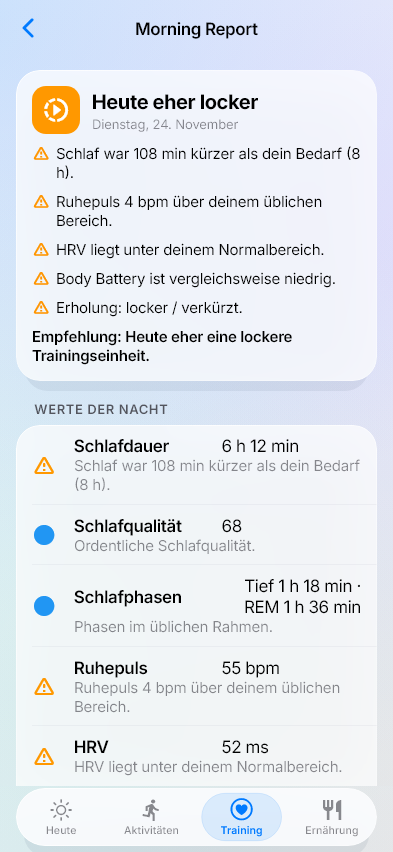 Morning Report
Heute eher locker
Dienstag, 24. November
Schlaf war 108 min kürzer als dein Bedarf (8
h).
Ruhepuls 4 bpm über deinem üblichen
Bereich.
HRV liegt unter deinem Normalbereich.
Body Battery ist vergleichsweise niedrig.
Erholung: locker / verkürzt.
Empfehlung: Heute eher eine lockere
Trainingseinheit.
WERTE DER NACHT
Schlafdauer 6 h 12 min
Schlaf war 108 min kürzer als dein Bedarf
(8 h).
Schlafqualität 68
Ordentliche Schlafqualität.
Schlafphasen Tief 1 h 18 min ·
REM 1 h 36 min
Phasen im üblichen Rahmen.
Ruhepuls 55 bpm
Ruhepuls 4 bpm über deinem üblichen
Bereich.
HRV 52 ms
HRV liegt unter deinem Normalbereich.
Heute Aktivitäten Training Ernährung